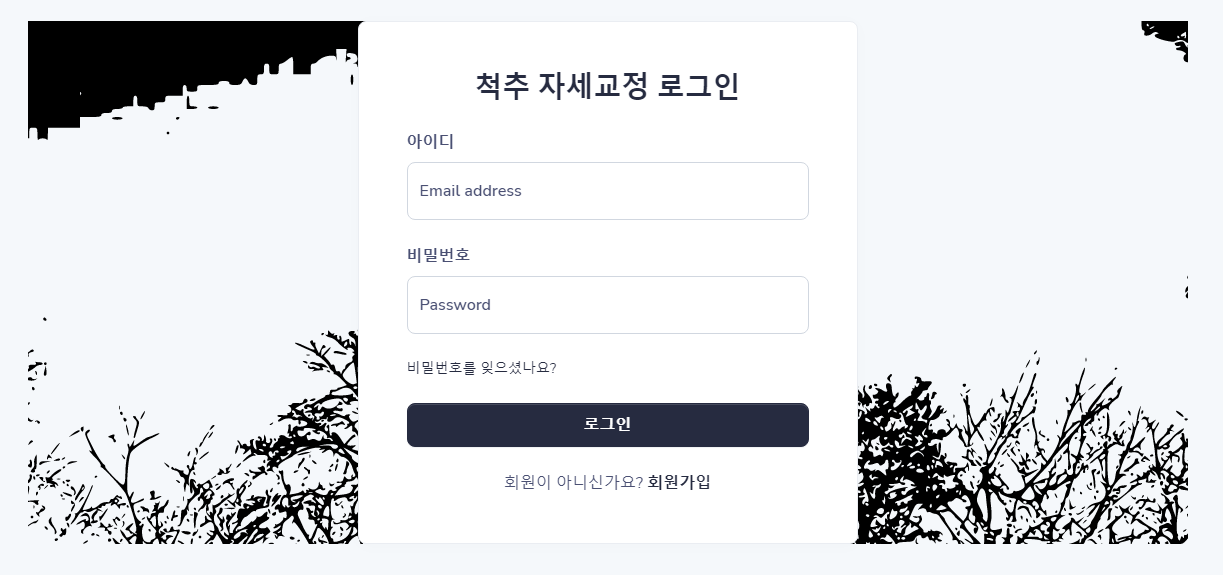 척추 자세교정 로그인
아이디
Email address
비밀번호
Password
비밀번호를 잊으셨나요?
로그인
회원이 아니신가요? 회원가입